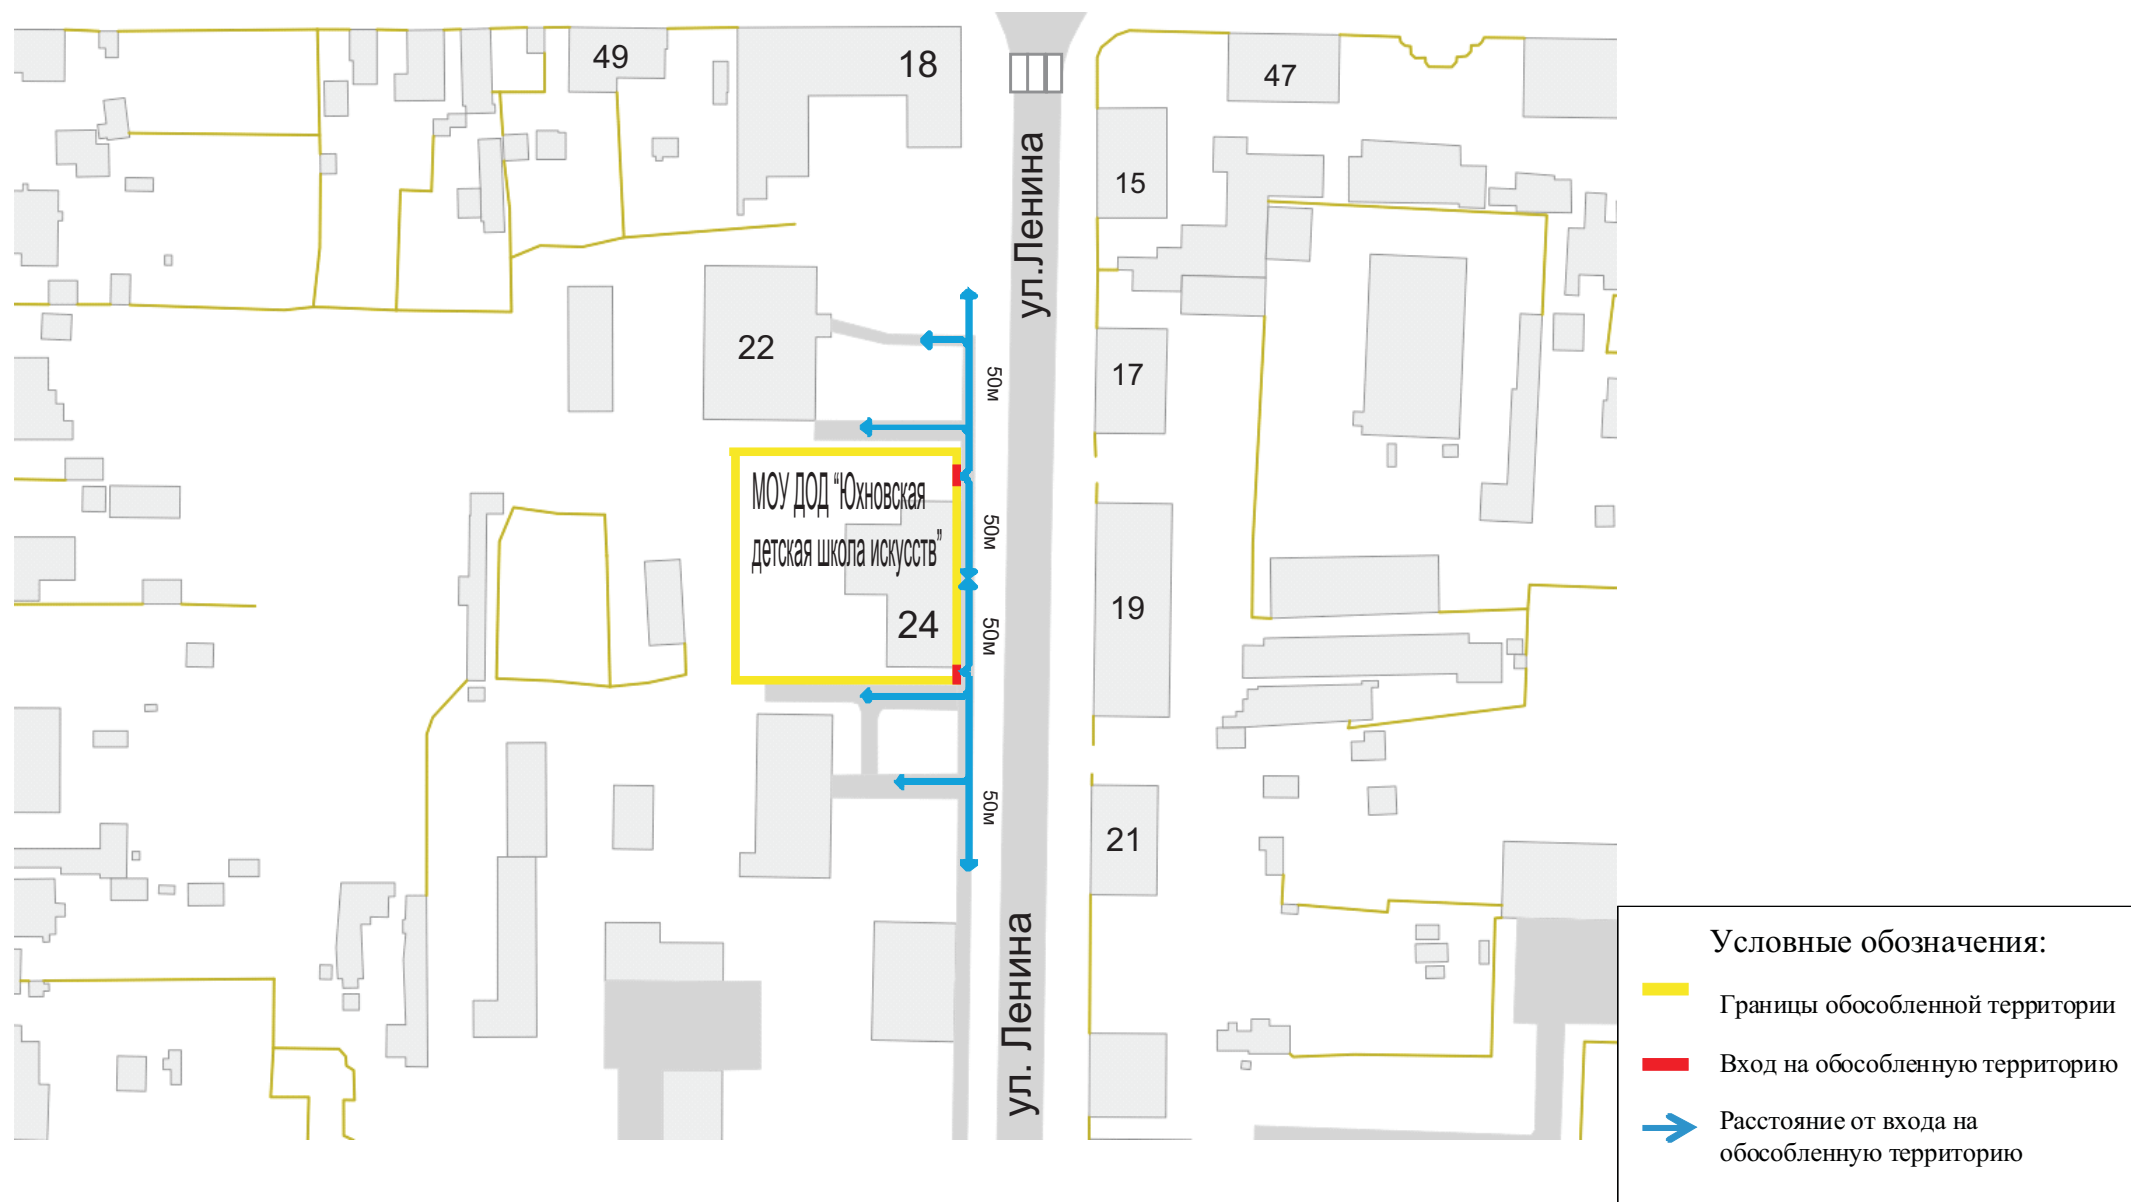 49
18
47
ул.Ленина
15
22
17
50м
МОУ ДОД “Юхновская
детская школа искусств”
50м
19
24
50м
50м
21
ул. Ленина
Условные обозначения:
Границы обособленной территории
Вход на обособленную территорию
Расстояние от входа на
обособленную территорию